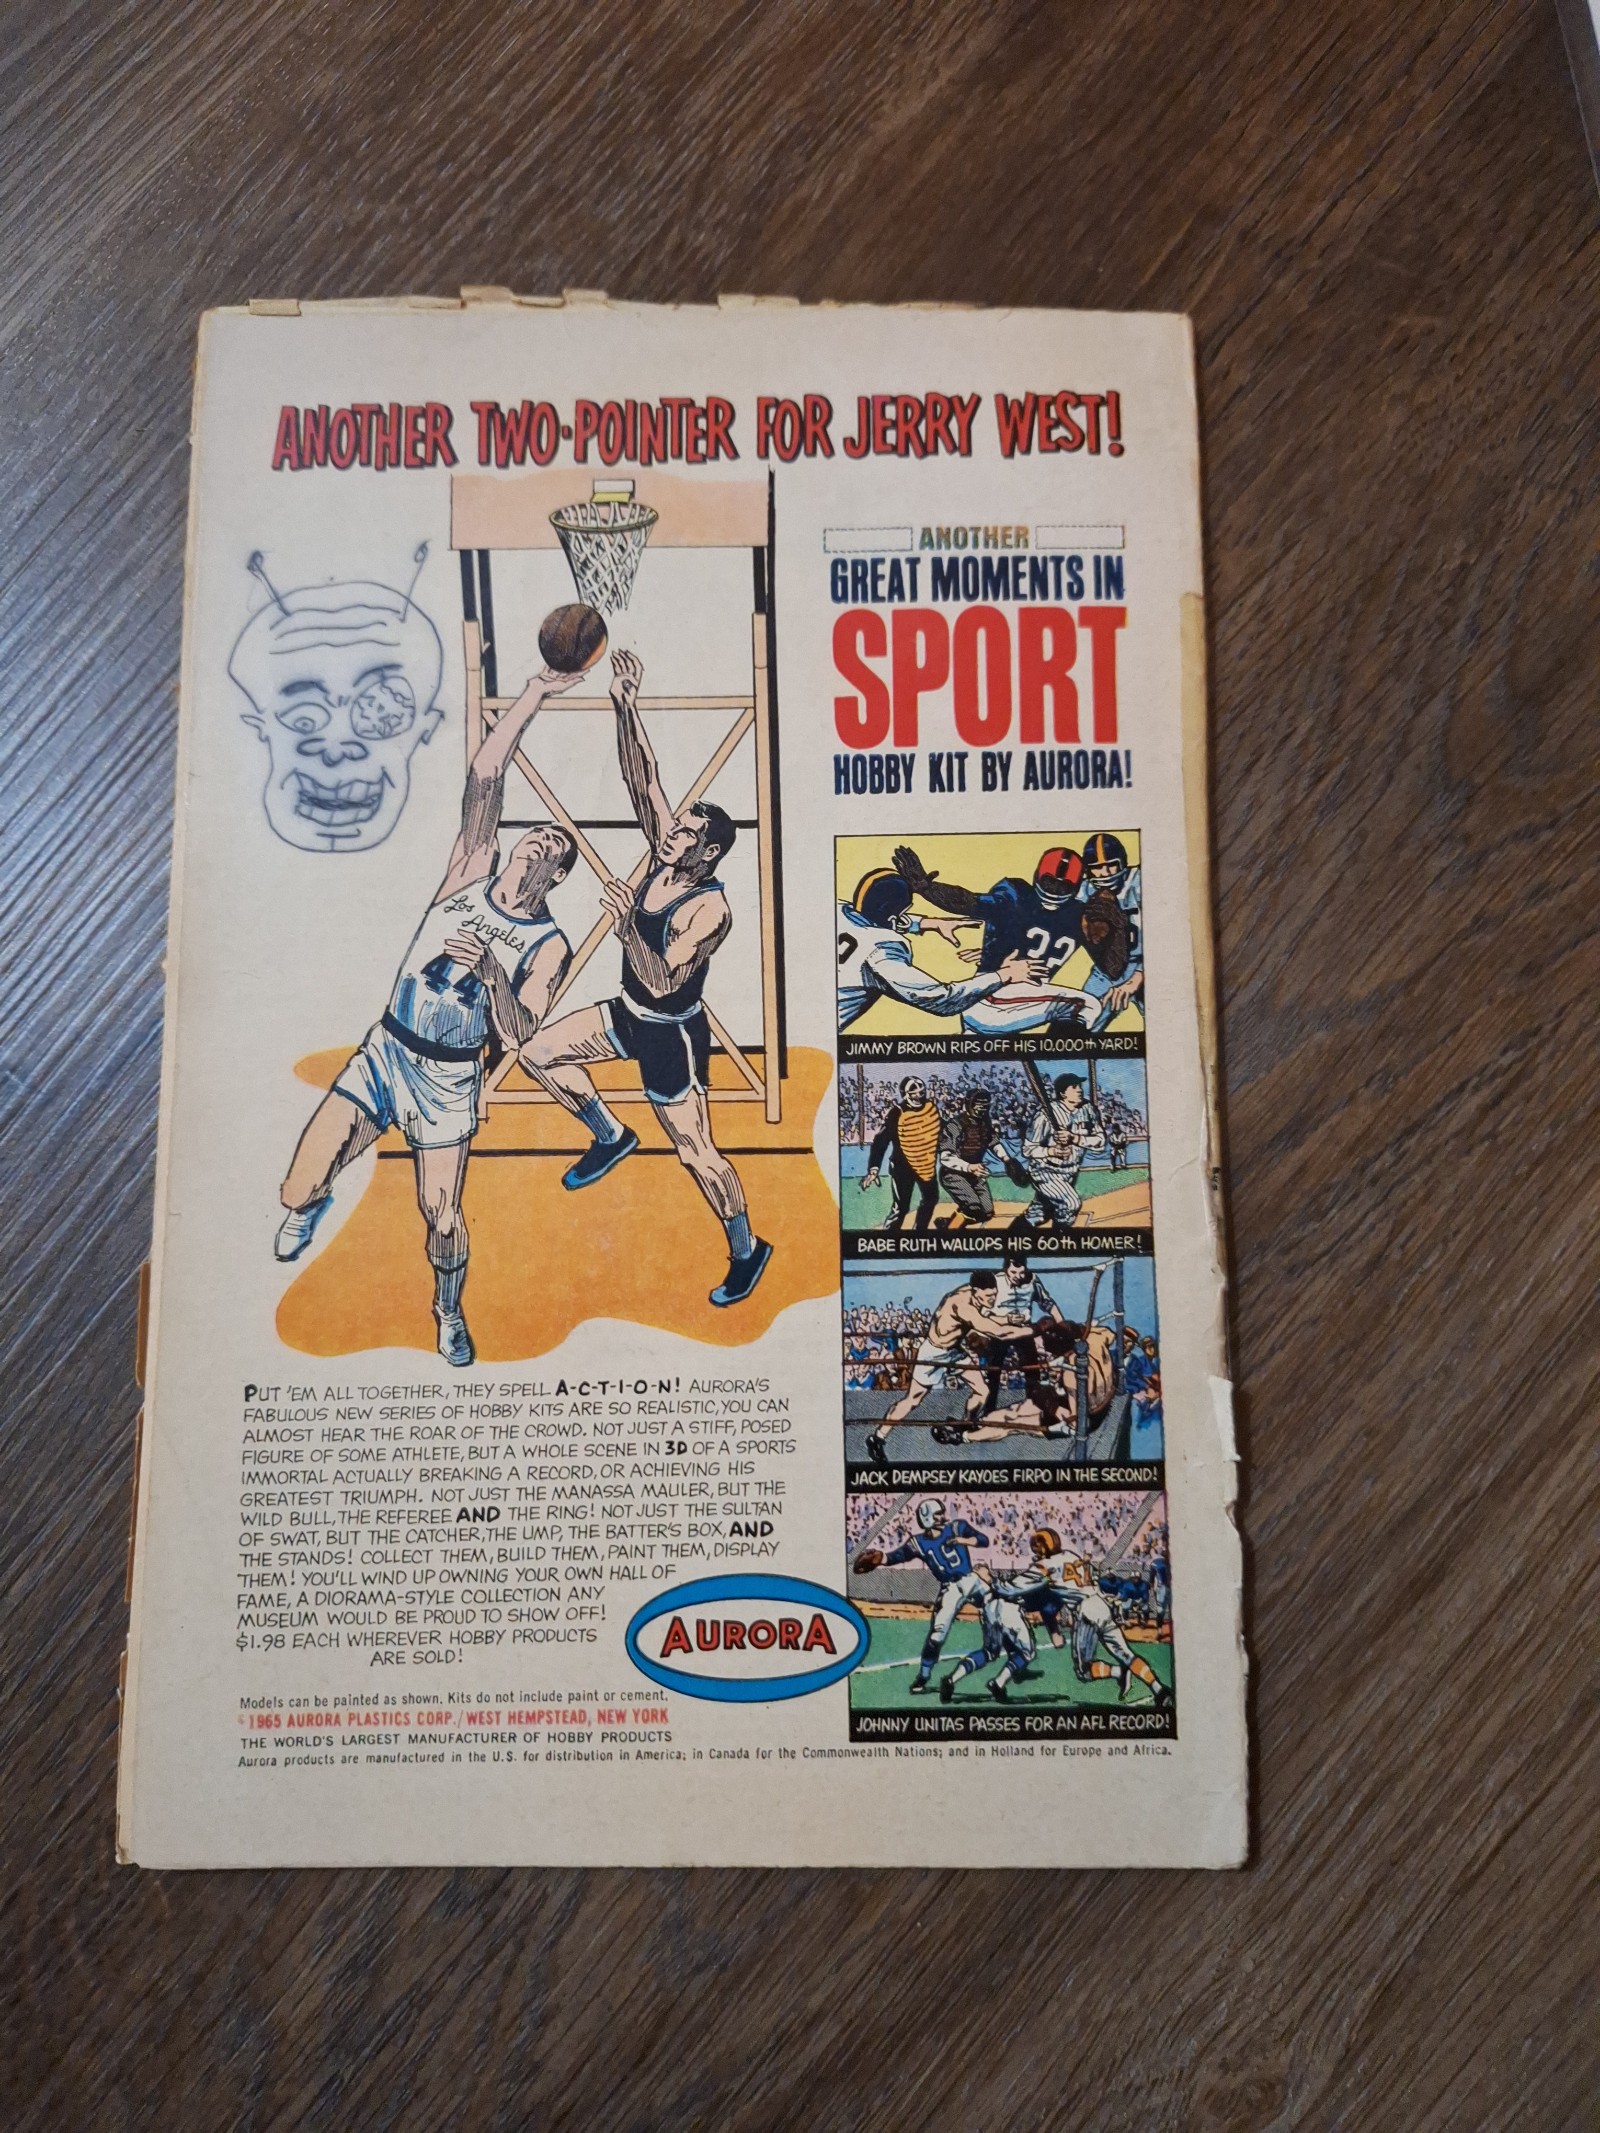 ANOTHER TWO-POINTER FOR JERRY WEST!
ANOTHER
GREAT MOMENTS IN
SPORT
HOBBY KIT BY AURORA!
Los
Angeles
44
22
JIMMY BROWN RIPS OFF HIS 10,000th YARD!
BABE RUTH WALLOPS HIS 60th HOMER!
JACK DEMPSEY KAYOES FIRPO IN THE SECOND!
19
JOHNNY UNITAS PASSES FOR AN AFL RECORD!
PUT 'EM ALL TOGETHER, THEY SPELL A-C-T-I-O-N! AURORA'S
FABULOUS NEW SERIES OF HOBBY KITS ARE SO REALISTIC, YOU CAN
ALMOST HEAR THE ROAR OF THE CROWD. NOT JUST A STIFF, POSED
FIGURE OF SOME ATHLETE, BUT A WHOLE SCENE IN 3D OF A SPORTS
IMMORTAL ACTUALLY BREAKING A RECORD, OR ACHIEVING HIS
GREATEST TRIUMPH. NOT JUST THE MANASSA MAULER, BUT THE
WILD BULL, THE REFEREE AND THE RING! NOT JUST THE SULTAN
OF SWAT, BUT THE CATCHER, THE UMP, THE BATTER'S BOX, AND
THE STANDS! COLLECT THEM, BUILD THEM, PAINT THEM, DISPLAY
THEM! YOU'LL WIND UP OWNING YOUR OWN HALL OF
FAME, A DIORAMA-STYLE COLLECTION ANY
MUSEUM WOULD BE PROUD TO SHOW OFF!
$1.98 EACH WHEREVER HOBBY PRODUCTS
ARE SOLD!
AURORA
Models can be painted as shown. Kits do not include paint or cement.
© 1965 AURORA PLASTICS CORP./WEST HEMPSTEAD, NEW YORK
THE WORLD'S LARGEST MANUFACTURER OF HOBBY PRODUCTS
Aurora products are manufactured in the U.S. for distribution in America; in Canada for the Commonwealth Nations; and in Holland for Europe and Africa.